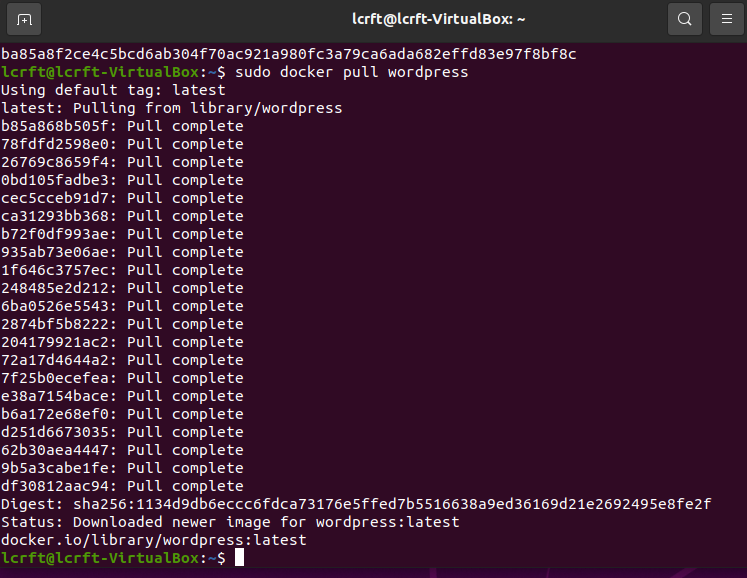 lcrft@lcrft-VirtualBox: ~
ba85a8f2ce4c5bcd6ab304f70ac921a980fc3a79ca6ada682effd83e97f8bf8c
lcrft@lcrft-VirtualBox:~$ sudo docker pull wordpress
Using default tag: latest
latest: Pulling from library/wordpress
b85a868b505f: Pull complete
78fdfd2598e0: Pull complete
26769c8659f4: Pull complete
0bd105fadbe3: Pull complete
cec5cceb91d7: Pull complete
ca31293bb368: Pull complete
b72f0df993ae: Pull complete
935ab73e06ae: Pull complete
1f646c3757ec: Pull complete
248485e2d212: Pull complete
6ba0526e5543: Pull complete
2874bf5b8222: Pull complete
204179921ac2: Pull complete
72a17d4644a2: Pull complete
7f25b0ecefea: Pull complete
e38a7154bace: Pull complete
b6a172e68ef0: Pull complete
d251d6673035: Pull complete
62b30aea4447: Pull complete
9b5a3cabe1fe: Pull complete
df30812aac94: Pull complete
Digest: sha256:1134d9db6eccc6fdca73176e5ffed7b5516638a9ed36169d21e2692495e8fe2f
Status: Downloaded newer image for wordpress:latest
docker.io/library/wordpress:latest
lcrft@lcrft-VirtualBox:~$